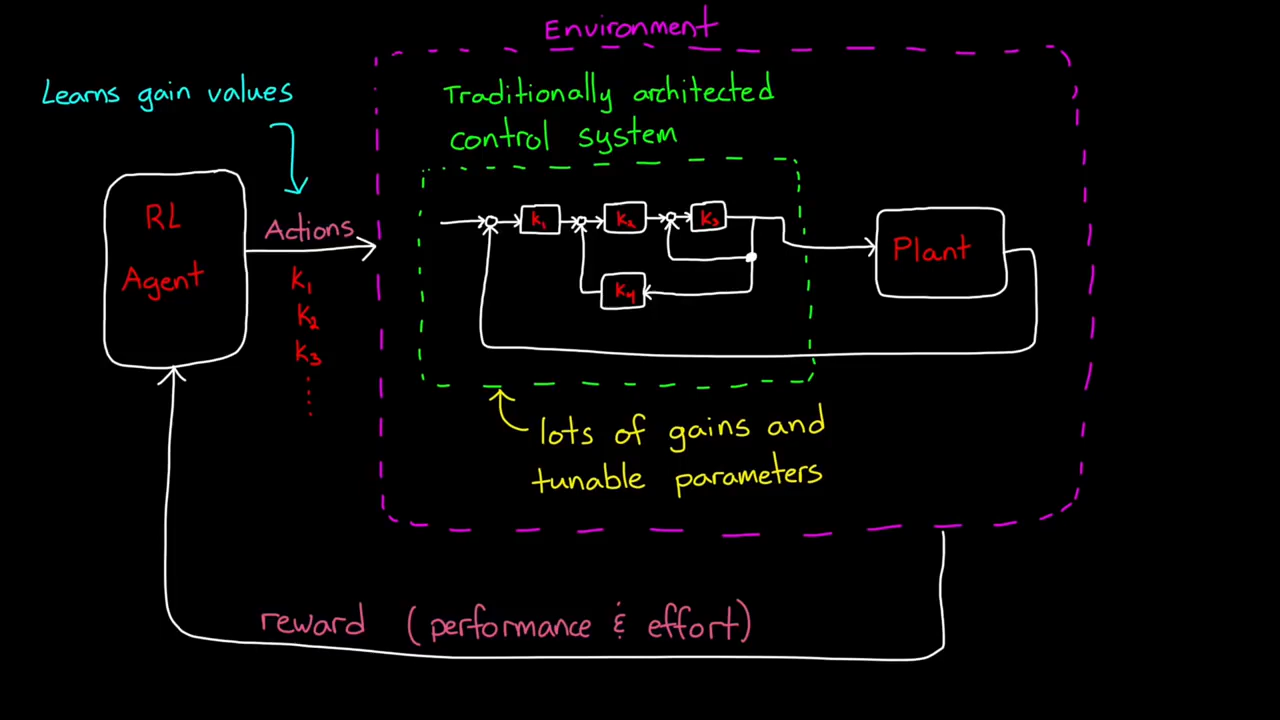 Environment
Learns gain values
Traditionally architected
control system
RL
Agent
Actions
k₁
k₂
k₃
k₁
k₂
k₃
k₄
Plant
lots of gains and
tunable parameters
reward (performance & effort)